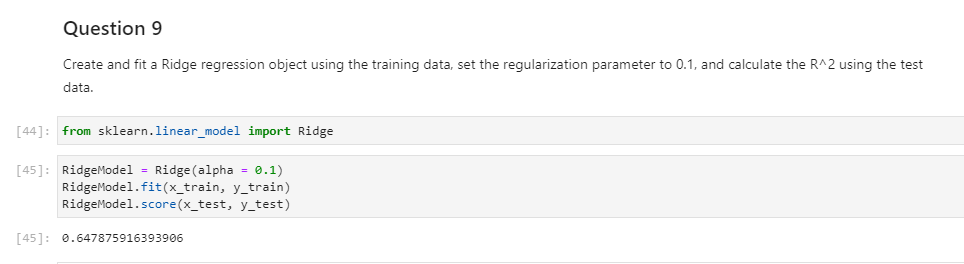 Question 9
Create and fit a Ridge regression object using the training data, set the regularization parameter to 0.1, and calculate the R^2 using the test
data.
[44]: from sklearn.linear_model import Ridge
[45]: RidgeModel = Ridge(alpha = 0.1)
RidgeModel.fit(x_train, y_train)
RidgeModel.score(x_test, y_test)
[45]: 0.647875916393906